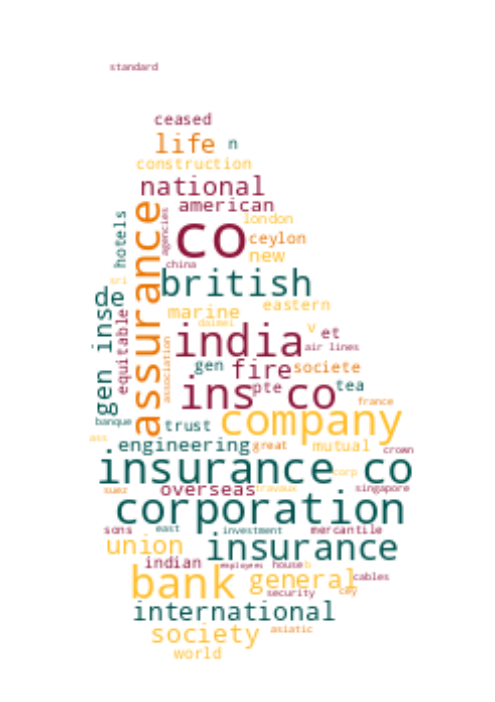 standard
ceased
life n
construction
national
american
london
hotels
assurance
agencies
co
ceylon
new
china
sri
british
de
gen inse
equitable
marine
eastern
daimei
india
v et
air lines
association
gen fire societe
ins co
pte
tea
france
banque
trust
company
ass
engineering great mutual crown
insurance co
corp
suez overseas travaux singapore
corporation
sons east investment mercantile
union insurance
indian employees house b
bank general cables
security city
international
society asiatic
world